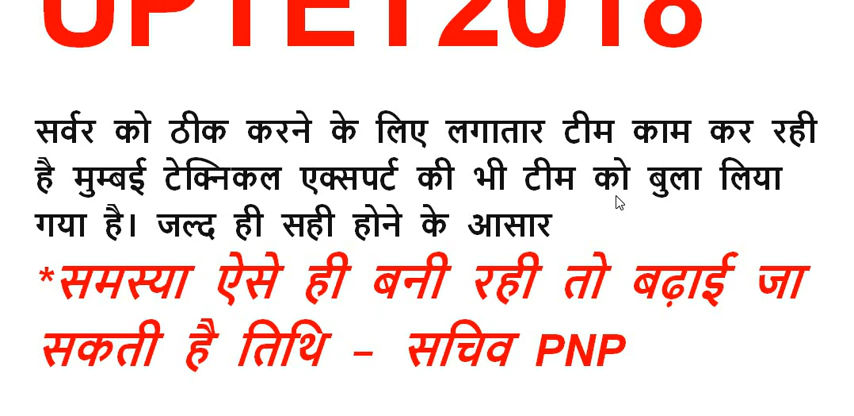 UPTET2018
सर्वर को ठीक करने के लिए लगातार टीम काम कर रही
है मुम्बई टेक्निकल एक्सपर्ट की भी टीम को बुला लिया
गया है। जल्द ही सही होने के आसार
*समस्या ऐसे ही बनी रही तो बढ़ाई जा
सकती है तिथि – सचिव PNP